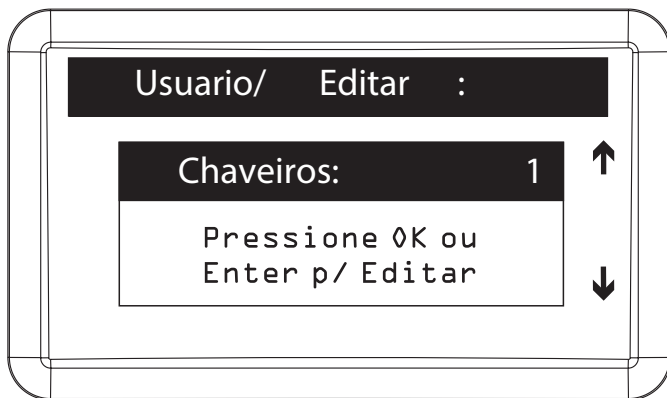 Usuario/ Editar :
Chaveiros: 1
Pressione OK ou
Enter p/ Editar